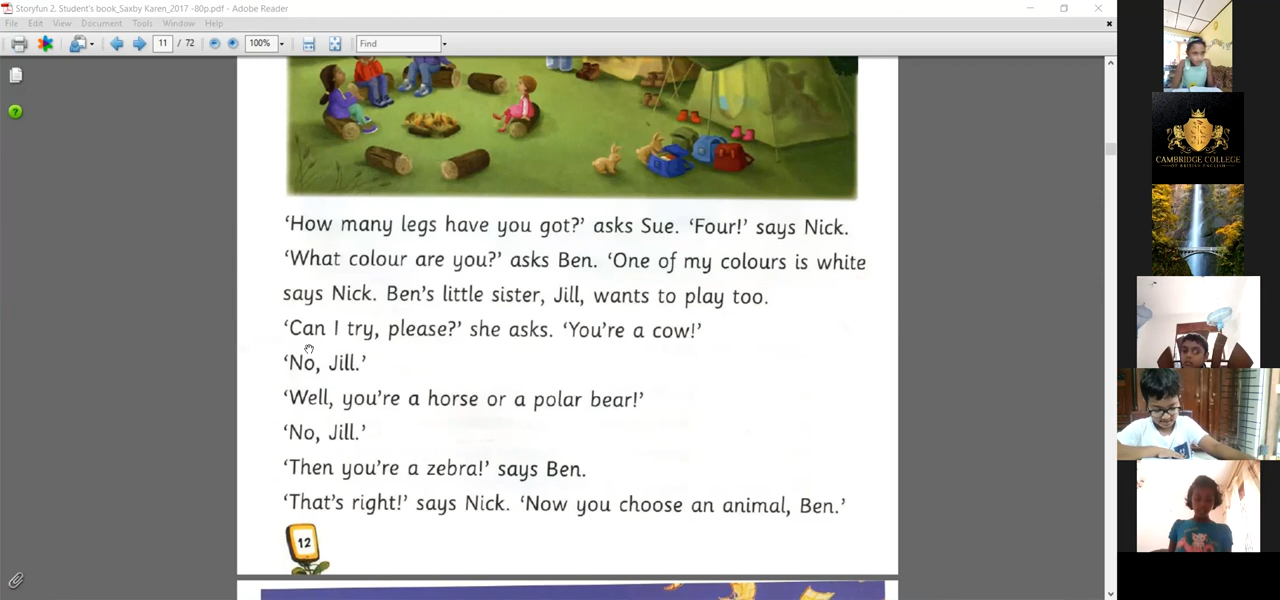 Storyfun 2. Student's book_Saxby Karen_2017 -80p.pdf - Adobe Reader
File Edit View Document Tools Window Help
11 / 72 100% Find
'How many legs have you got?' asks Sue. 'Four!' says Nick.
'What colour are you?' asks Ben. 'One of my colours is white
says Nick. Ben's little sister, Jill, wants to play too.
'Can I try, please?' she asks. 'You're a cow!'
'No, Jill.'
'Well, you're a horse or a polar bear!'
'No, Jill.'
'Then you're a zebra!' says Ben.
'That's right!' says Nick. 'Now you choose an animal, Ben.'
12
CAMBRIDGE COLLEGE
OF BRITISH ENGLISH